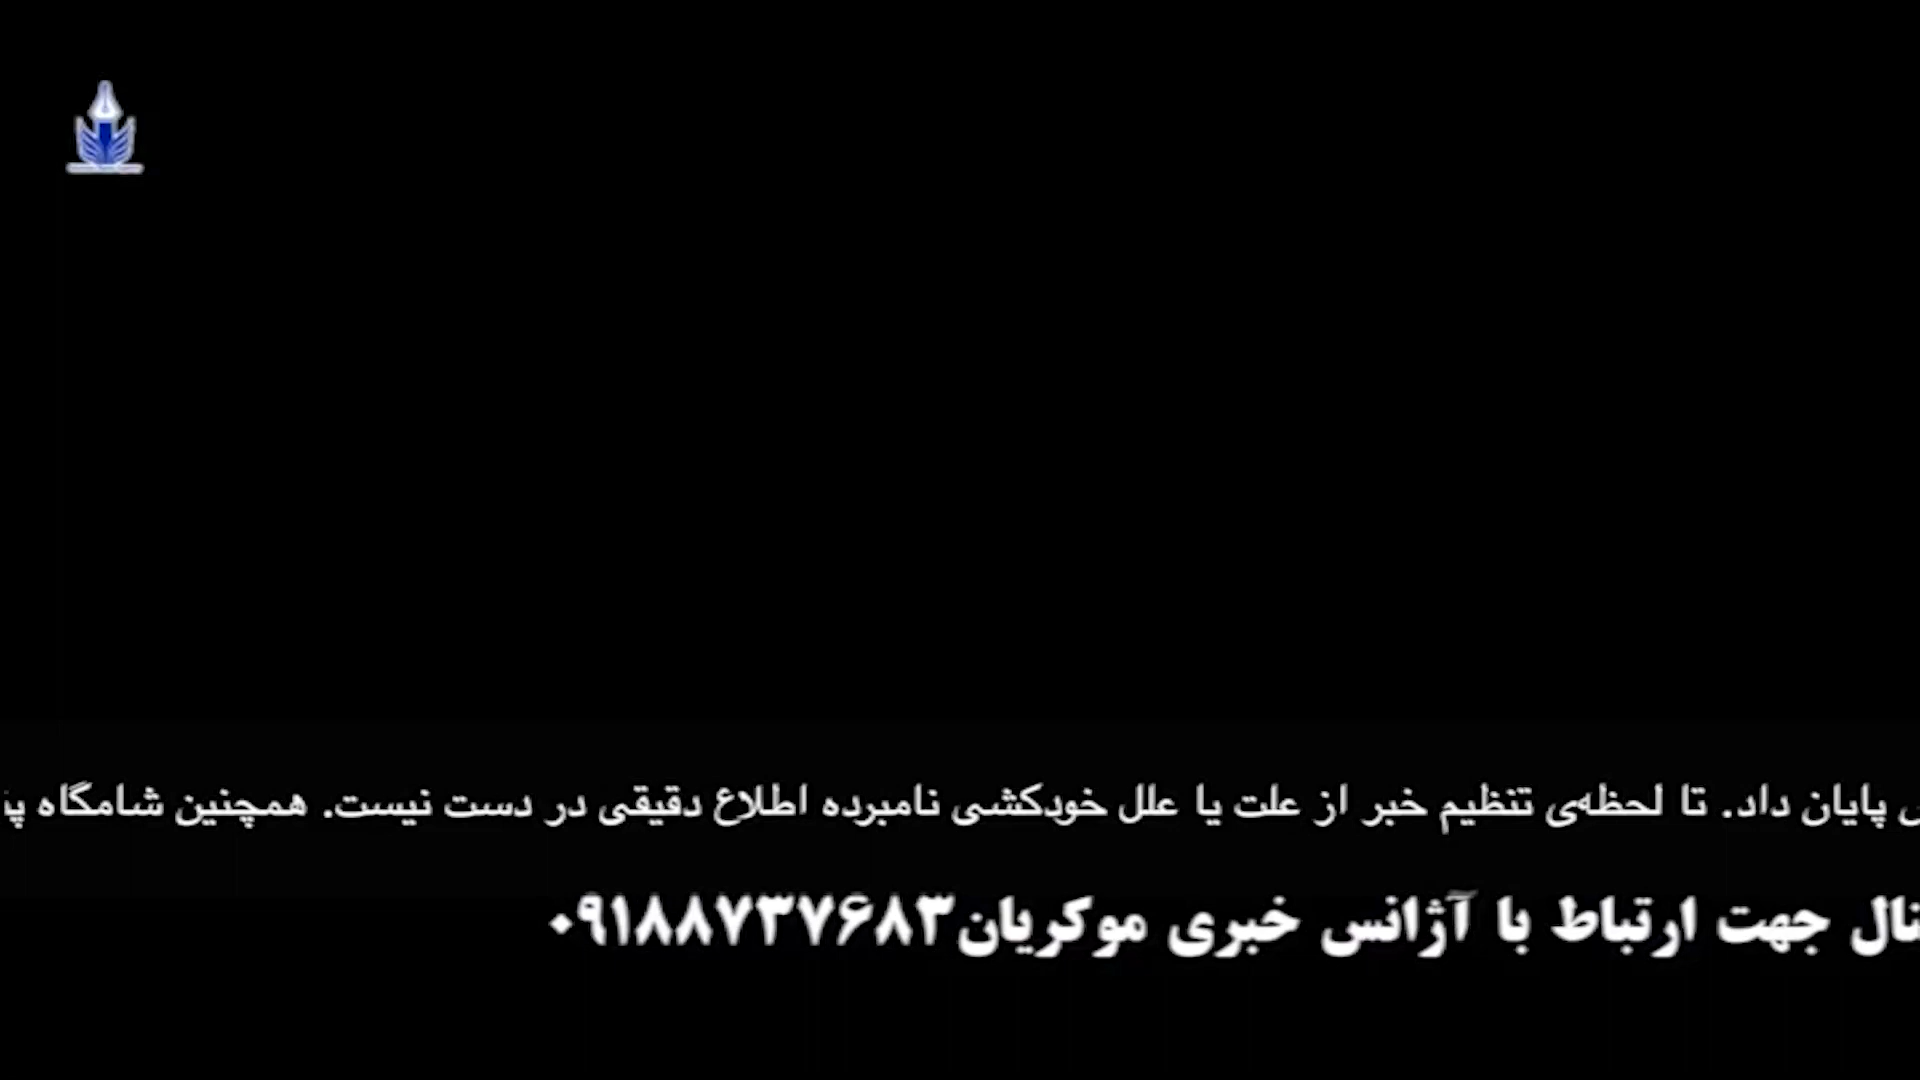 پایان داد. تا لحظه‌ی تنظیم خبر از علت یا علل خودکشی نامبرده اطلاع دقیقی در دست نیست. همچنین شامگاه
جهت ارتباط با آژانس خبری موکریان۰۹۱۸۸۷۳۷۶۸۳